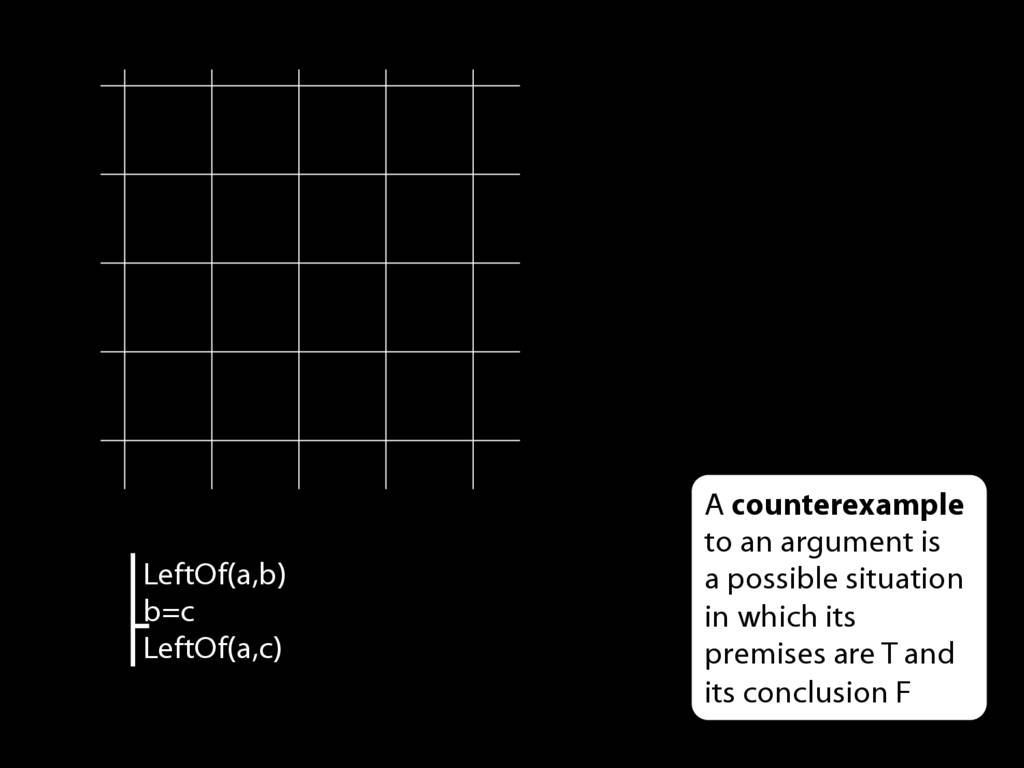 LeftOf(a,b)
b=c
LeftOf(a,c)
A counterexample
to an argument is
a possible situation
in which its
premises are T and
its conclusion F